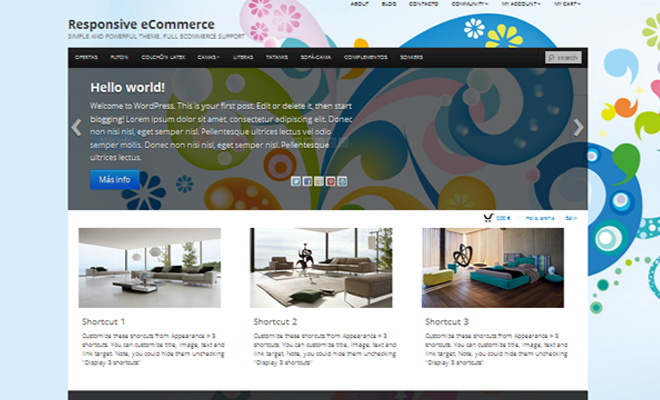 ABOUT BLOG CONTACTO COMMUNITY MY ACCOUNT MY CART
Responsive eCommerce
SIMPLE AND POWERFUL THEME. FULL ECOMMERCE SUPPORT
OFERTAS FUTON COLCHÓN LATEX CAMAS LITERAS TATAMIS SOFÁ-CAMA COMPLEMENTOS SOMIERS search
Hello world!
Welcome to WordPress. This is your first post. Edit or delete it, then start
blogging! Lorem ipsum dolor sit amet, consectetur adipiscing elit. Donec
non nisi nisl, eget semper nisl. Pellentesque ultrices lectus vel odio
semper mollis. Donec non nisi nisl, eget semper nisl. Pellentesque
ultrices lectus.
Más info
0,00 € Hola,
Shortcut 1
Customize these shorcuts from Appearance > 3
shortcuts. You can customize title, image, text and
link target. Note, you could hide them unchecking
"Display 3 shortcuts"
Shortcut 2
Customize these shorcuts from Appearance > 3
shortcuts. You can customize title, image, text and
link target. Note, you could hide them unchecking
"Display 3 shortcuts"
Shortcut 3
Customize these shorcuts from Appearance > 3
shortcuts. You can customize title, image, text and
link target. Note, you could hide them unchecking
"Display 3 shortcuts"